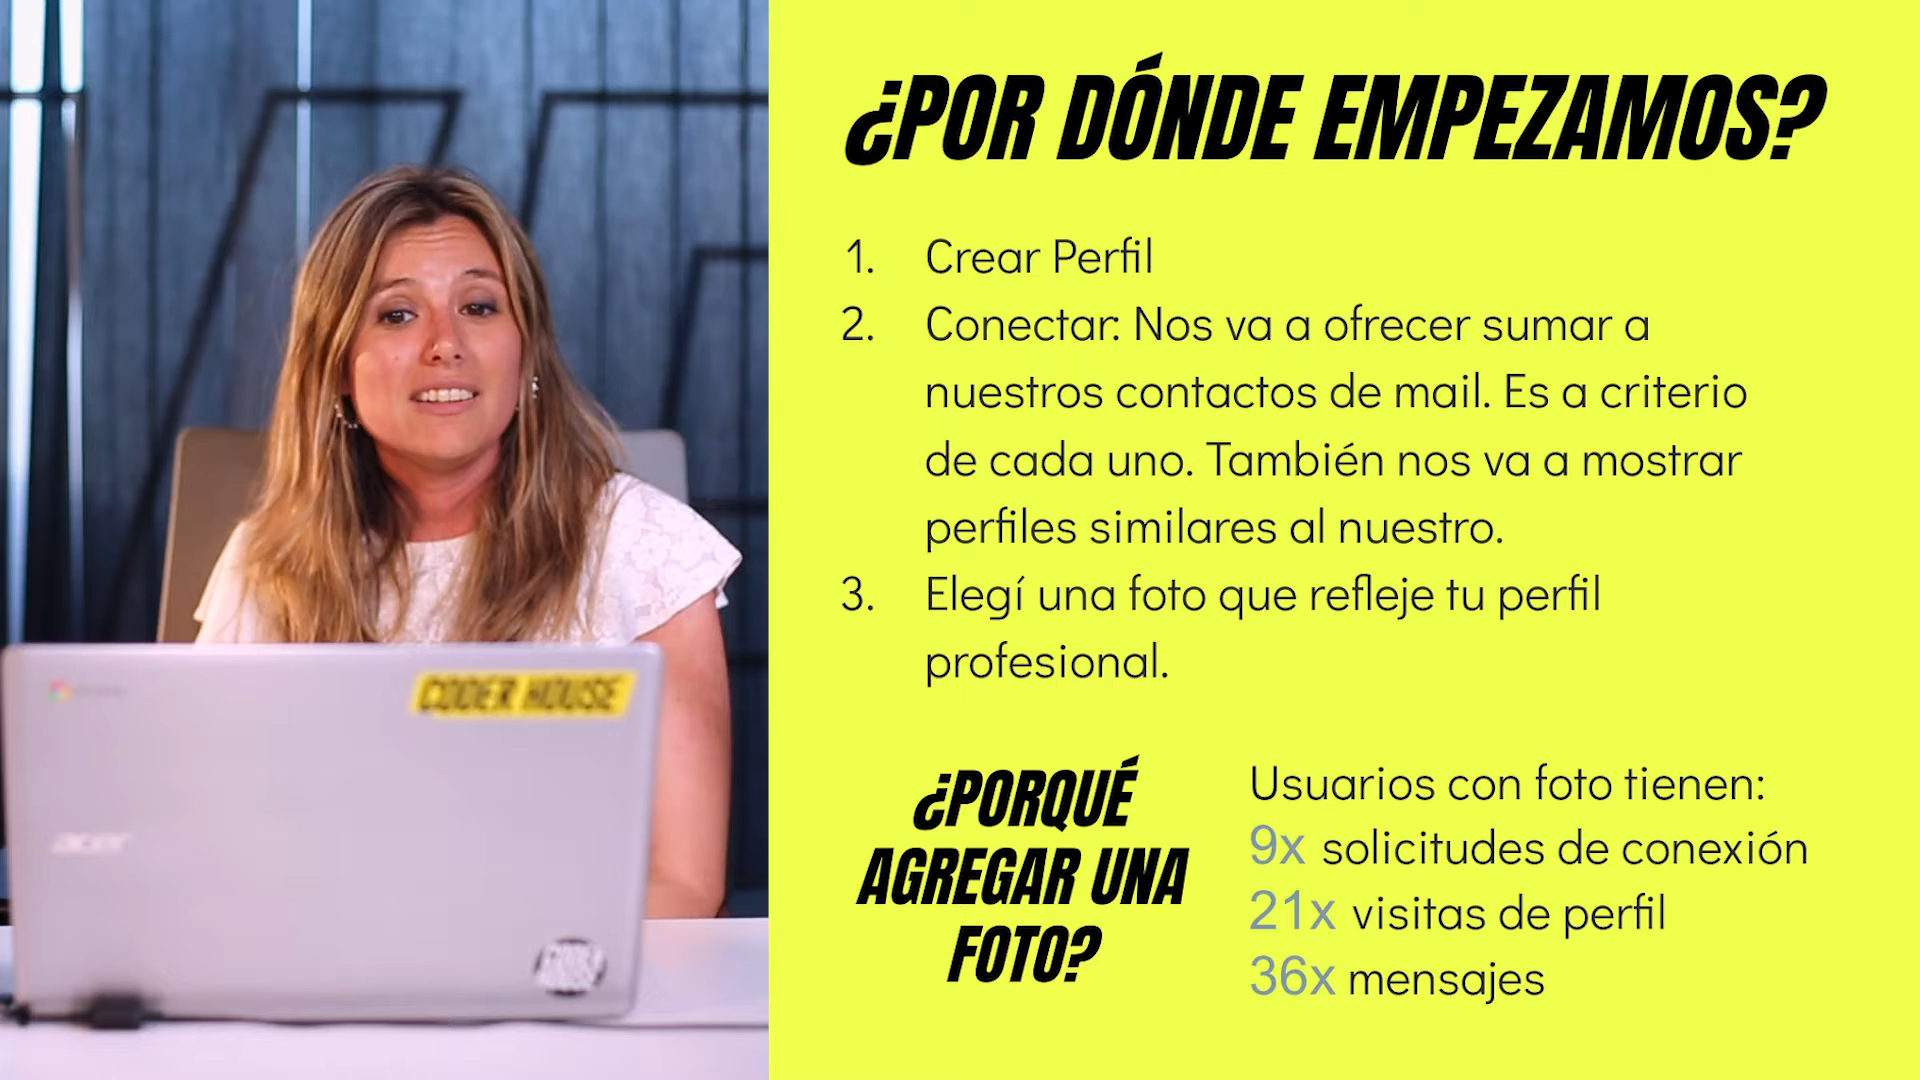 ¿POR DÓNDE EMPEZAMOS?
1. Crear Perfil
2. Conectar: Nos va a ofrecer sumar a
nuestros contactos de mail. Es a criterio
de cada uno. También nos va a mostrar
perfiles similares al nuestro.
3. Elegí una foto que refleje tu perfil
profesional.
¿PORQUÉ
AGREGAR UNA
FOTO?
Usuarios con foto tienen:
9x solicitudes de conexión
21x visitas de perfil
36x mensajes
CODER HOUSE
acer